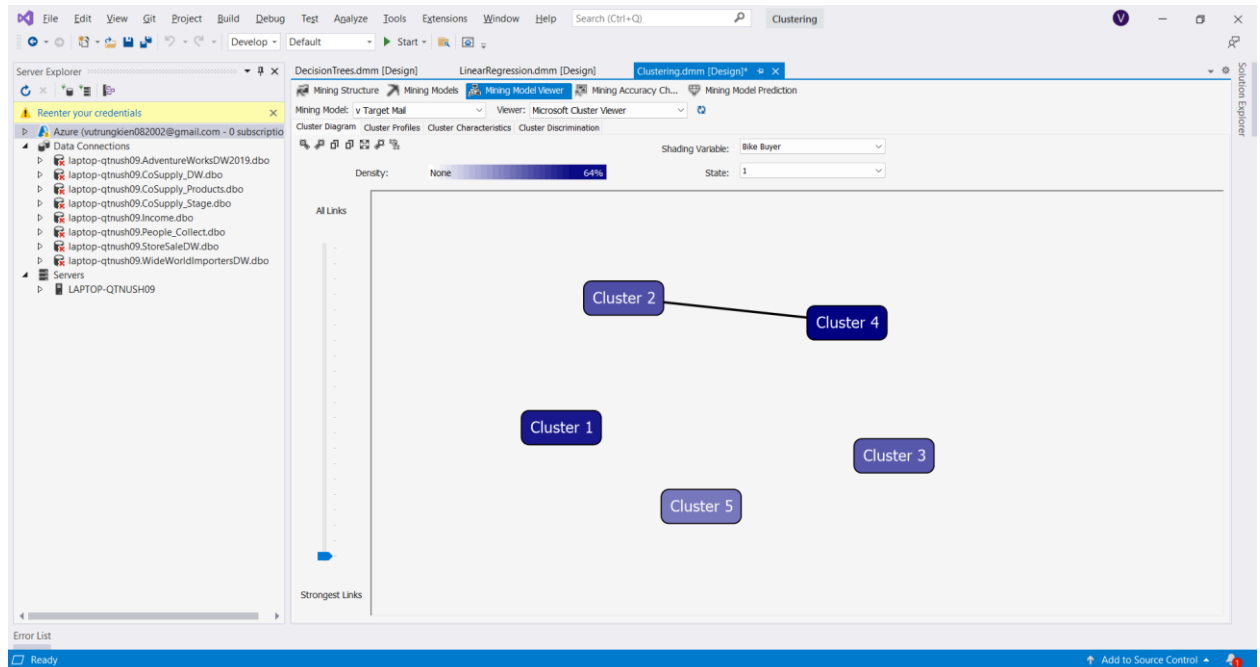 File Edit View Git Project Build Debug Test Analyze Tools Extensions Window Help Search (Ctrl+Q) Clustering V
Develop Default Start
Server Explorer
DecisionTrees.dmm [Design] LinearRegression.dmm [Design] Clustering.dmm [Design]*
Mining Structure Mining Models Mining Model Viewer Mining Accuracy Ch... Mining Model Prediction
Reenter your credentials
Mining Model: v Target Mail Viewer: Microsoft Cluster Viewer
Azure (vutrungkien082002@gmail.com - 0 subscriptio
Cluster Diagram Cluster Profiles Cluster Characteristics Cluster Discrimination
Data Connections
laptop-qtnush09.AdventureWorksDW2019.dbo
laptop-qtnush09.CoSupply_DW.dbo
laptop-qtnush09.CoSupply_Products.dbo
laptop-qtnush09.CoSupply_Stage.dbo
laptop-qtnush09.Income.dbo
laptop-qtnush09.People_Collect.dbo
laptop-qtnush09.StoreSaleDW.dbo
laptop-qtnush09.WideWorldImportersDW.dbo
Servers
LAPTOP-QTNUSH09
Shading Variable: Bike Buyer
Density: None 64% State: 1
All Links
Cluster 2
Cluster 4
Cluster 1
Cluster 3
Cluster 5
Strongest Links
Solution Explorer
Error List
Ready Add to Source Control 1